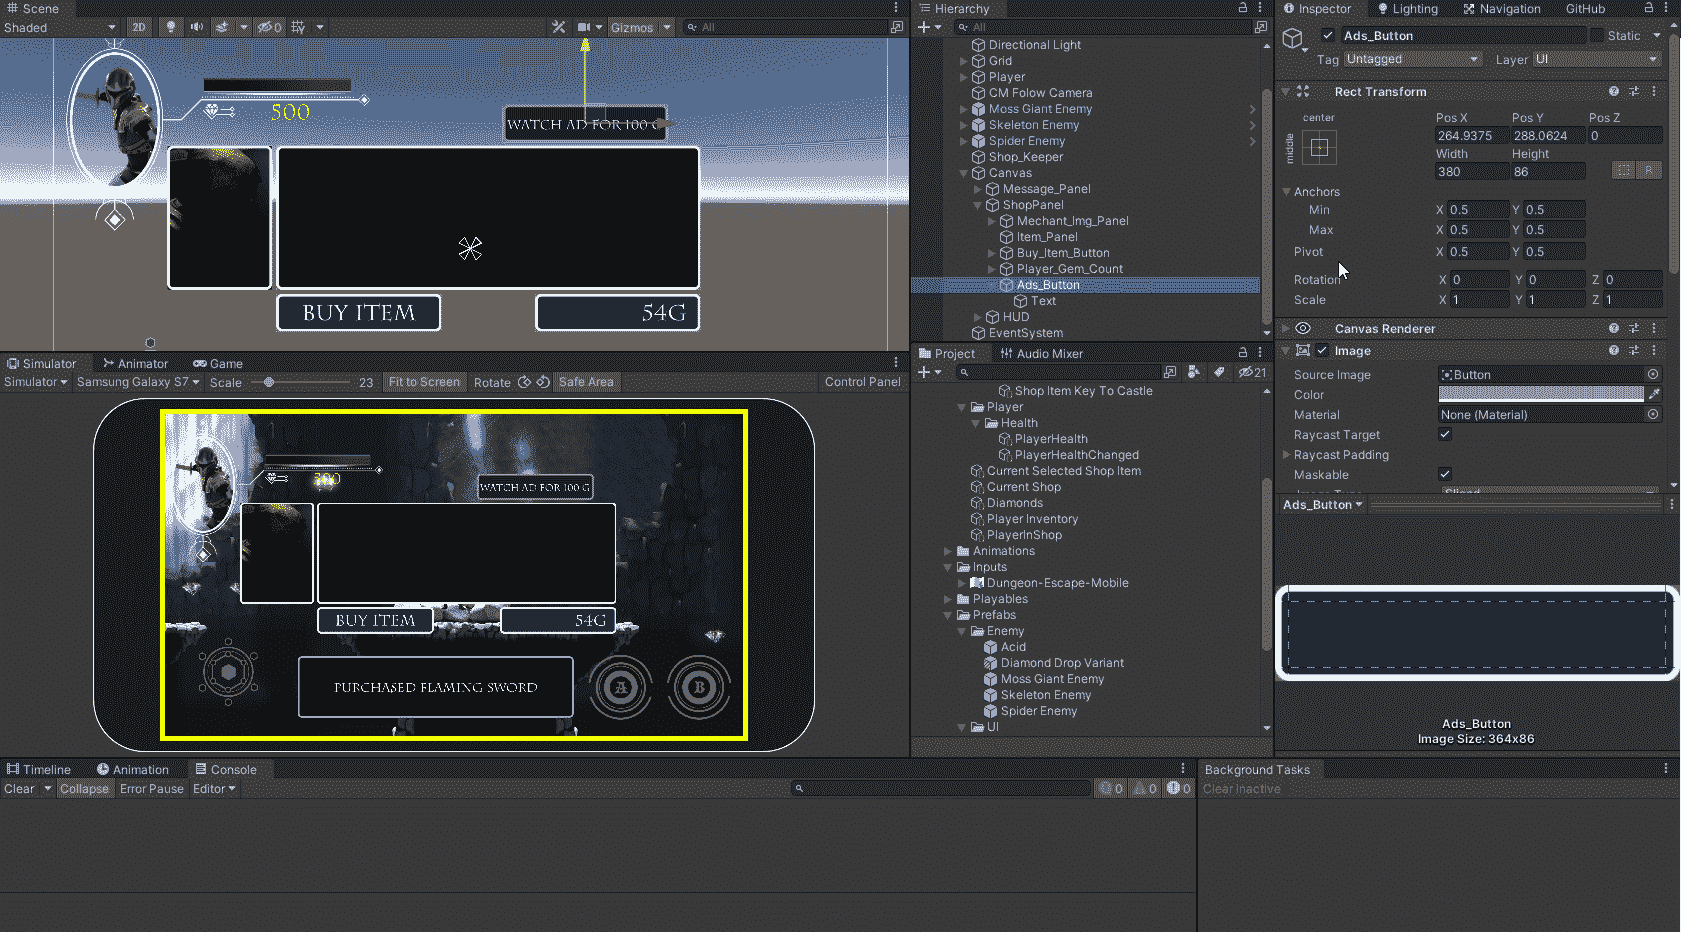 Scene
Shaded
2D
0
Gizmos
All
500
WATCH AD FOR 100 G
BUY ITEM
54G
Simulator
Animator
Game
Simulator
Samsung Galaxy S7
Scale
23
Fit to Screen
Rotate
Safe Area
Control Panel
500
WATCH AD FOR 100 G
BUY ITEM
54G
PURCHASED FLAMING SWORD
A
B
Hierarchy
All
Directional Light
Grid
Player
CM Folow Camera
Moss Giant Enemy
Skeleton Enemy
Spider Enemy
Shop_Keeper
Canvas
Message_Panel
ShopPanel
Mechant_Img_Panel
Item_Panel
Buy_Item_Button
Player_Gem_Count
Ads_Button
Text
HUD
EventSystem
Project
Audio Mixer
21
Shop Item Key To Castle
Player
Health
PlayerHealth
PlayerHealthChanged
Current Selected Shop Item
Current Shop
Diamonds
Player Inventory
PlayerInShop
Animations
Inputs
Dungeon-Escape-Mobile
Playables
Prefabs
Enemy
Acid
Diamond Drop Variant
Moss Giant Enemy
Skeleton Enemy
Spider Enemy
UI
Inspector
Lighting
Navigation
GitHub
Ads_Button
Static
Tag Untagged
Layer UI
Rect Transform
center
middle
Pos X Pos Y Pos Z
264.9375 288.0624 0
Width Height
380 86
R
Anchors
Min X 0.5 Y 0.5
Max X 0.5 Y 0.5
Pivot X 0.5 Y 0.5
Rotation X 0 Y 0 Z 0
Scale X 1 Y 1 Z 1
Canvas Renderer
Image
Source Image Button
Color
Material None (Material)
Raycast Target
Raycast Padding
Maskable
Ads_Button
Ads_Button
Image Size: 364x86
Timeline
Animation
Console
Clear
Collapse
Error Pause
Editor
0
0
0
Background Tasks
Clear Inactive